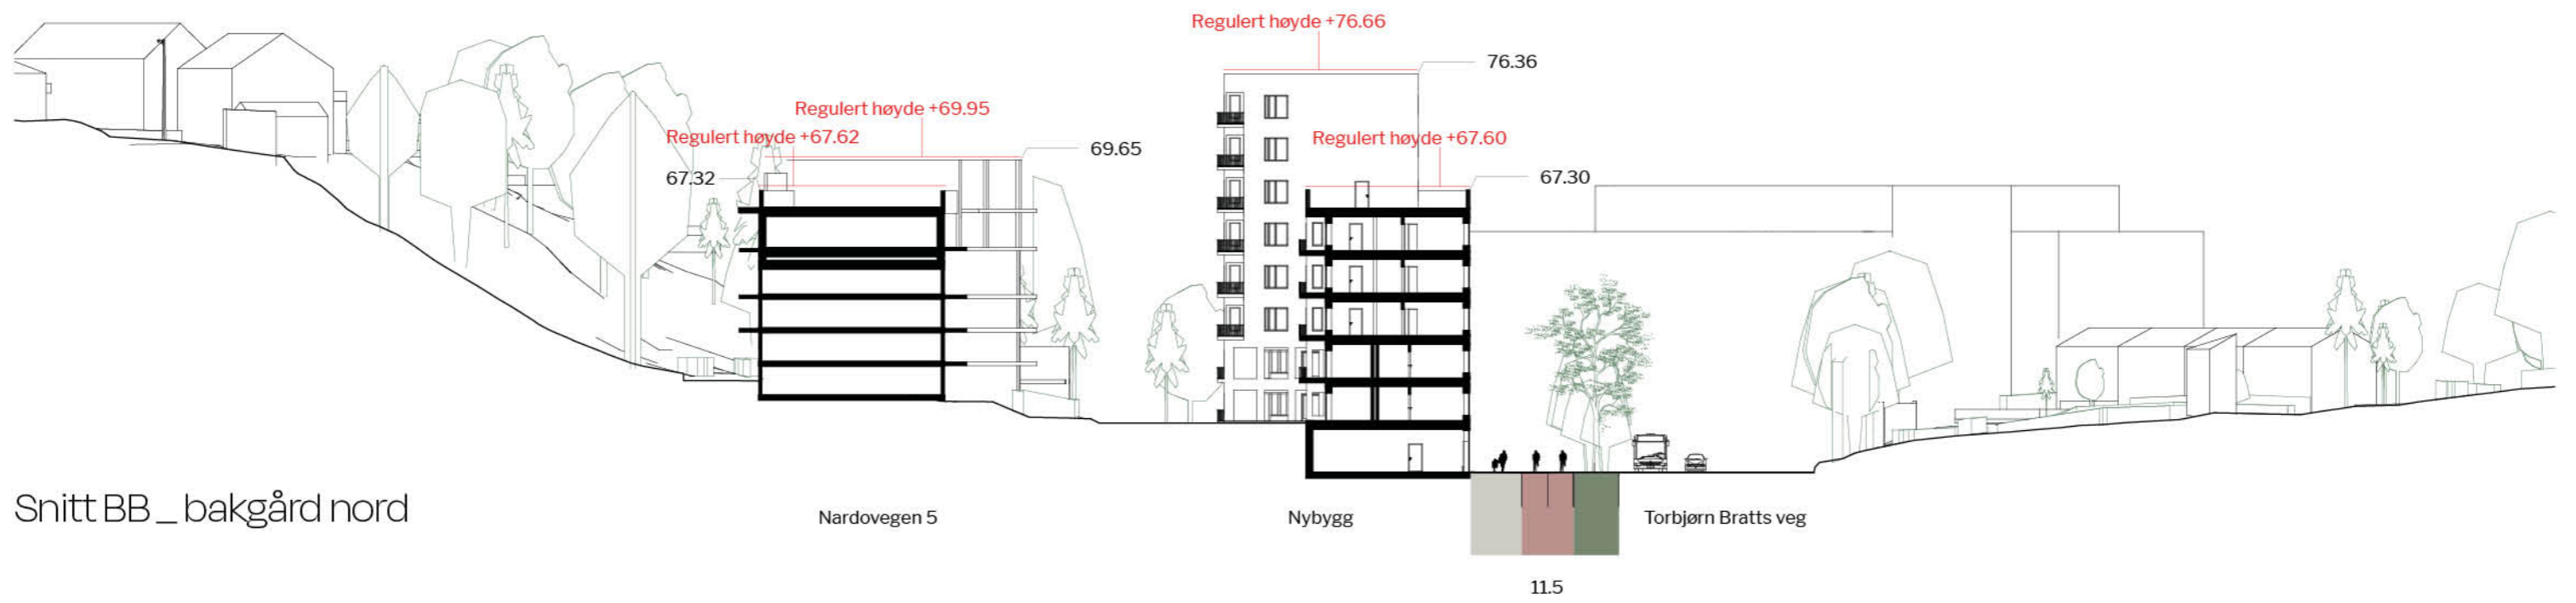 Regulert høyde +76.66
76.36
Regulert høyde +69.95
Regulert høyde +67.62
Regulert høyde +67.60
69.65
67.32
67.30
Snitt BB _ bakgård nord
Nardovegen 5
Nybygg
Torbjørn Bratts veg
11.5